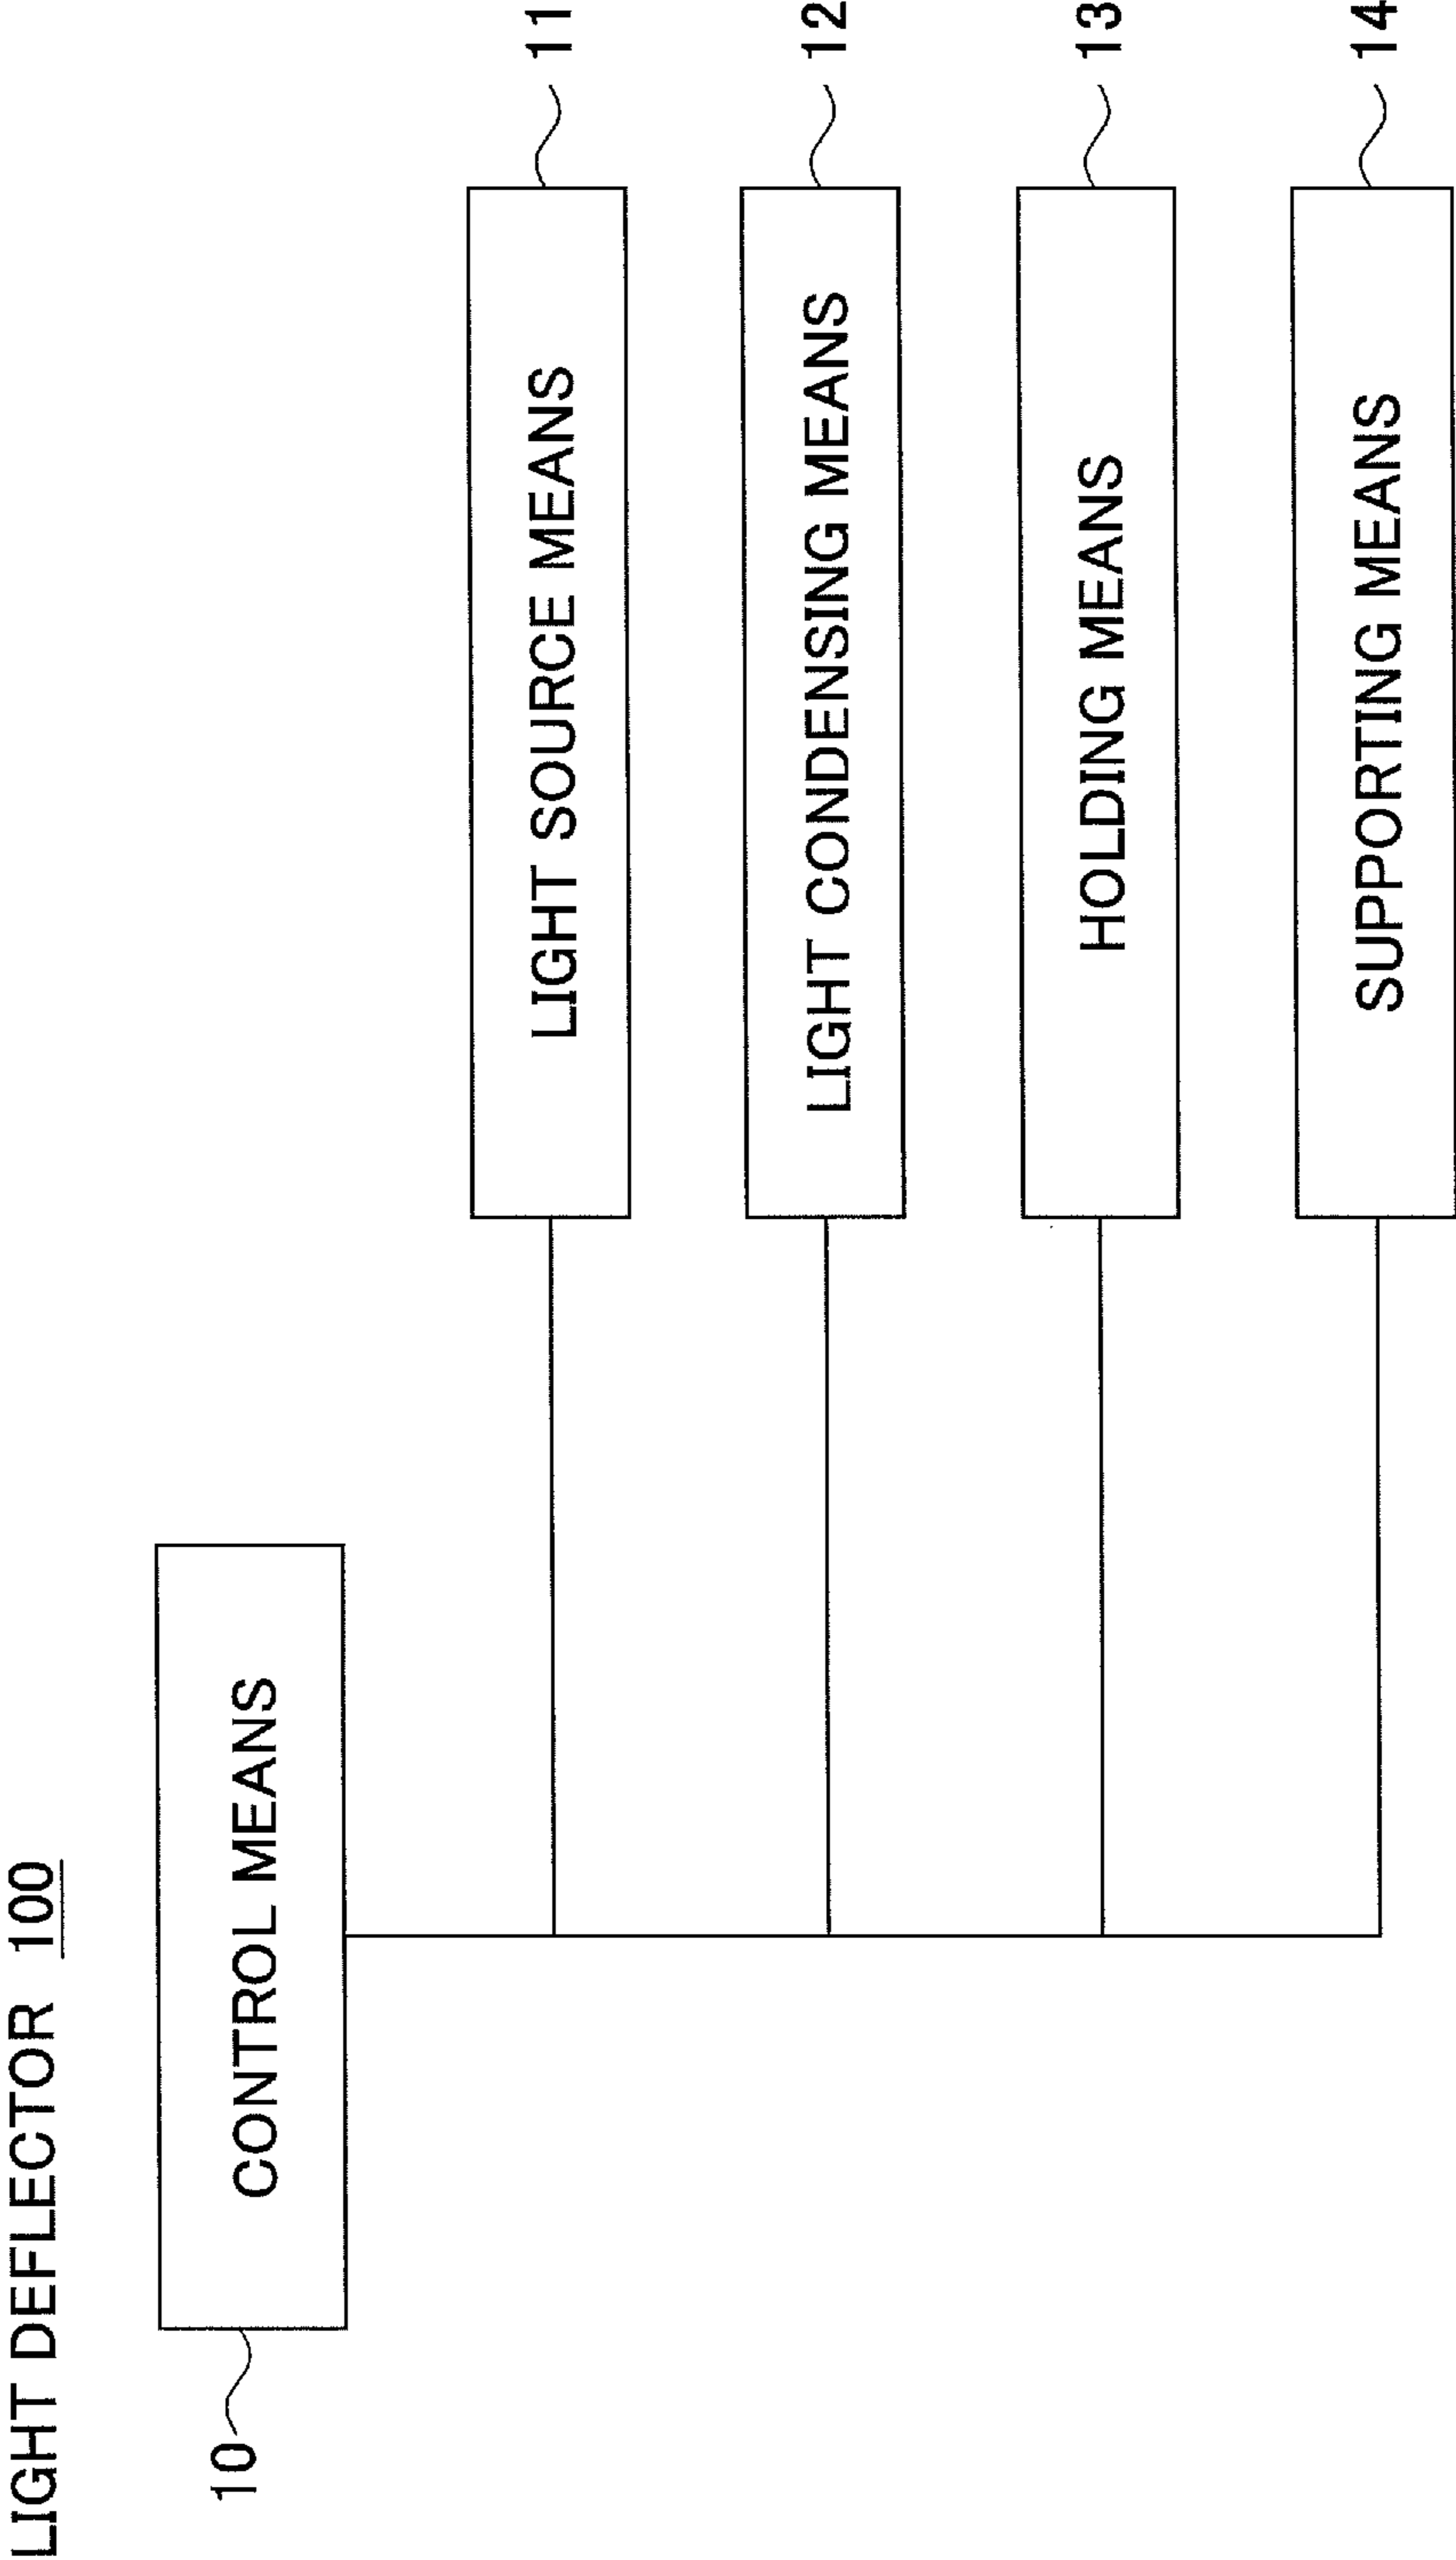 LIGHT DEFLECTOR 100
10
CONTROL MEANS
LIGHT SOURCE MEANS
11
LIGHT CONDENSING MEANS
12
HOLDING MEANS
13
SUPPORTING MEANS
14